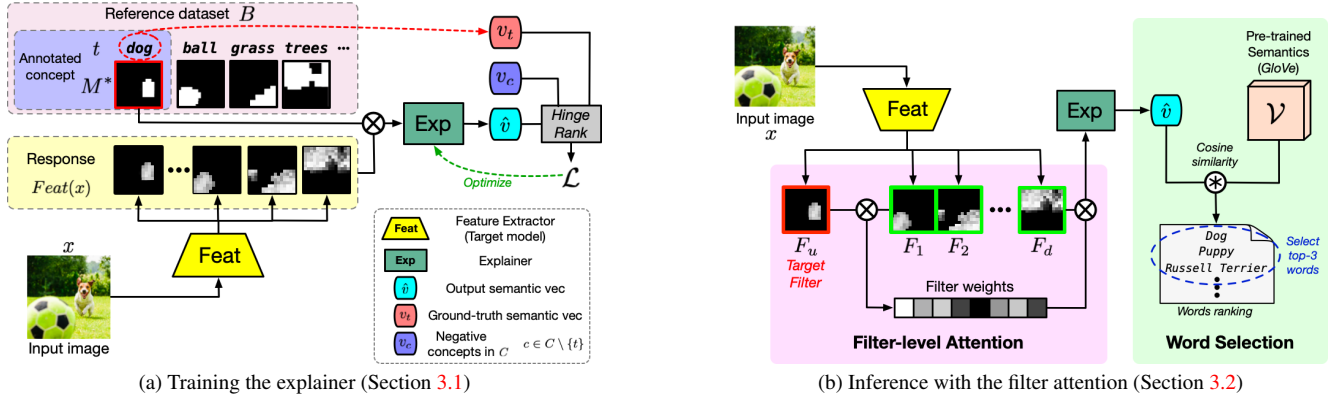 Reference dataset B
Annotated concept
t
M*
dog ball grass trees ...
v_t
v_c
v̂
Exp
Hinge Rank
Optimize
ℒ
Response
Feat(x)
•••
Feat
x
Input image
Feat
Feature Extractor
(Target model)
Exp
Explainer
v̂
Output semantic vec
v_t
Ground-truth semantic vec
v_c
Negative
concepts in C
c ∈ C \ {t}
(a) Training the explainer (Section 3.1)
Input image
x
Feat
F_u
F_1
F_2
•••
F_d
Target
Filter
Filter weights
Filter-level Attention
Exp
v̂
Pre-trained
Semantics
(GloVe)
𝒱
Cosine
similarity
Dog
Puppy
Russell Terrier
Words ranking
Select
top-3
words
Word Selection
(b) Inference with the filter attention (Section 3.2)